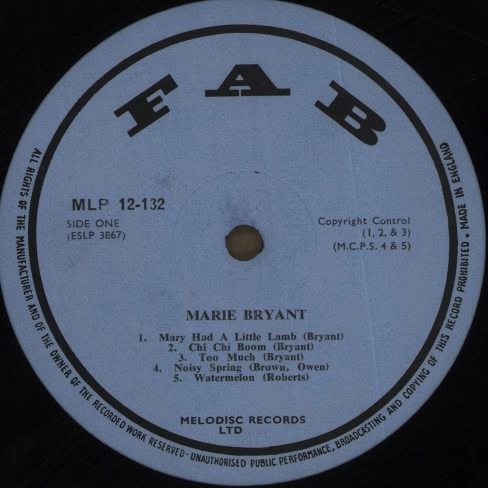 FAB
MLP 12-132
SIDE ONE
(ESLP 3867)
Copyright Control
(1, 2, & 3)
(M.C.P.S. 4 & 5)
MARIE BRYANT
1. Mary Had A Little Lamb (Bryant)
2. Chi Chi Boom (Bryant)
3. Too Much (Bryant)
4. Noisy Spring (Brown, Owen)
5. Watermelon (Roberts)
MELODISC RECORDS
LTD
ALL RIGHTS OF THE MANUFACTURER AND OF THE OWNER OF THE RECORDED WORK RESERVED · UNAUTHORISED PUBLIC PERFORMANCE, BROADCASTING AND COPYING OF THIS RECORD PROHIBITED · MADE IN ENGLAND